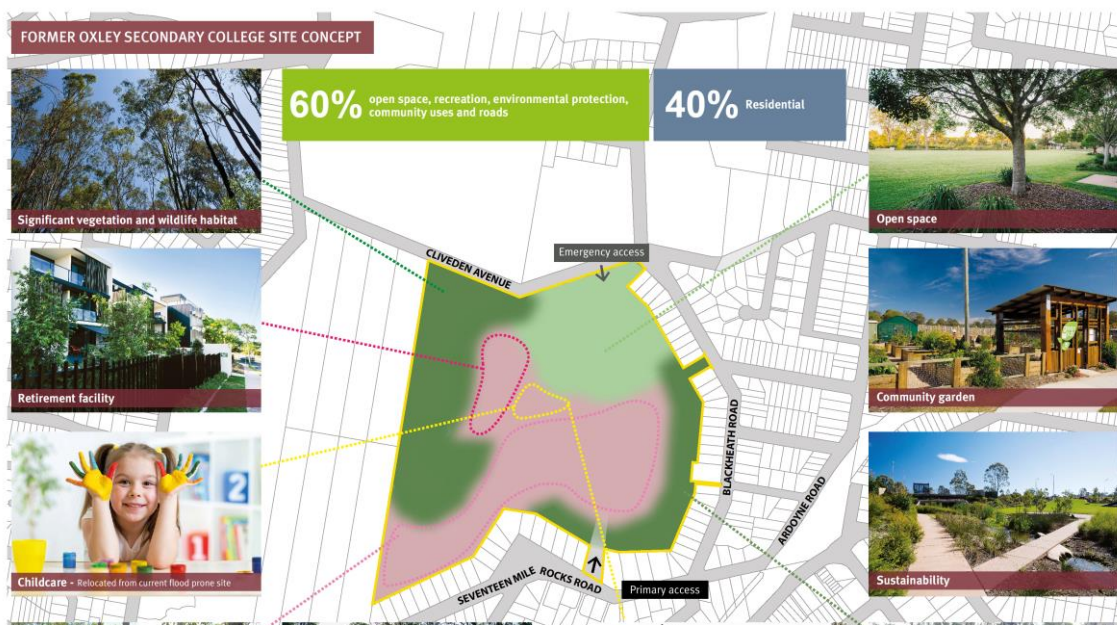 FORMER OXLEY SECONDARY COLLEGE SITE CONCEPT
60% open space, recreation, environmental protection,
community uses and roads
40% Residential
Significant vegetation and wildlife habitat
Open space
Emergency access
CLIVEDEN AVENUE
Retirement facility
Community garden
BLACKHEATH ROAD
ARDOYNE ROAD
2
Childcare - Relocated from current flood prone site
SEVENTEEN MILE ROCKS ROAD
Primary access
Sustainability